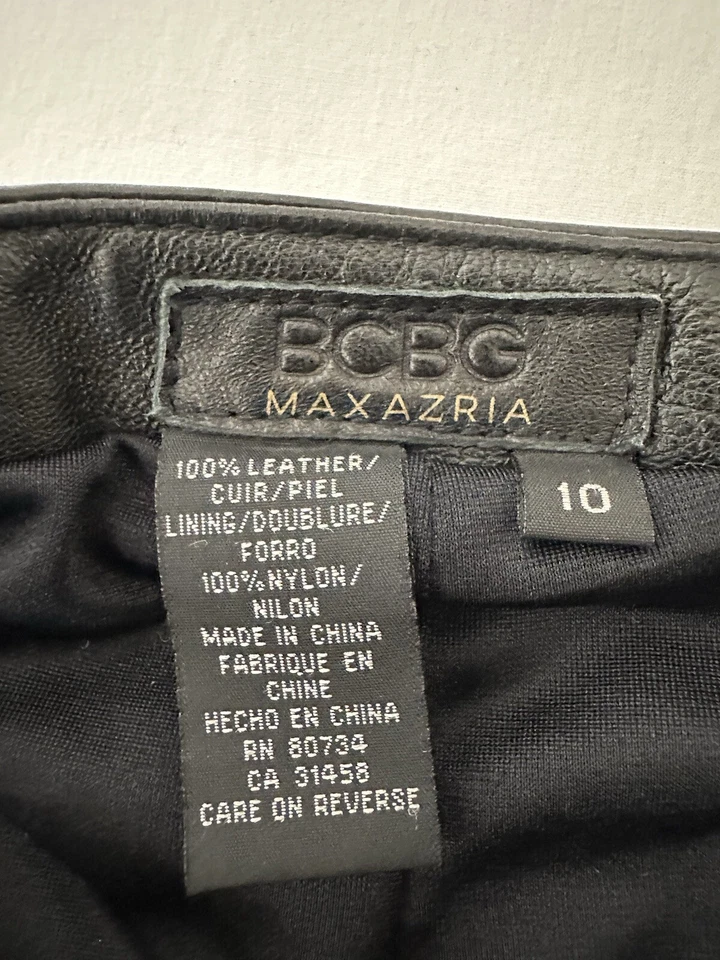 BCBG
MAXAZRIA
10
100% LEATHER/
CUIR/PIEL
LINING/DOUBLURE/
FORRO
100%NYLON/
NILON
MADE IN CHINA
FABRIQUE EN
CHINE
HECHO EN CHINA
RN 80734
CA 31458
CARE ON REVERSE